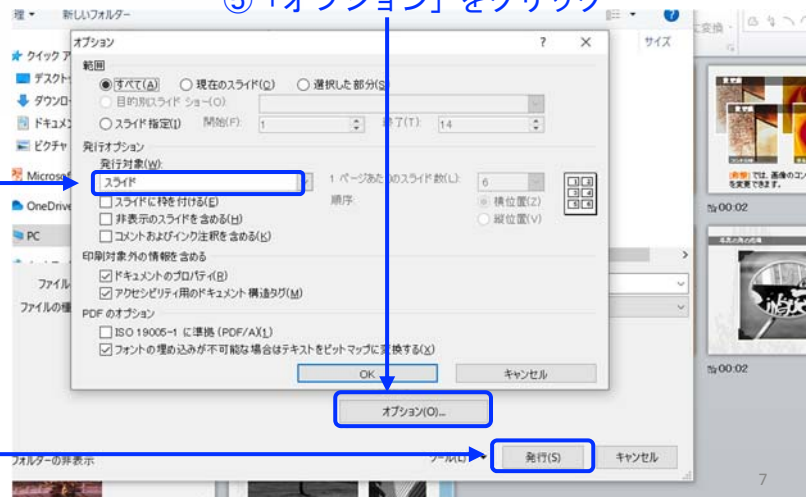 ⑤「オプション」をクリック
理 新しいフォルダー
に変換
サイズ
クイック ア
デスクト
ダウンロ
ドキュメ
ピクチャ
Microsof
OneDrive
PC
オプション ? ×
範囲
すべて(A) 現在のスライド(C) 選択した部分(S)
目的別スライド ショー(O):
スライド指定(I) 開始(F): 1 終了(T): 14
発行オプション
発行対象(W):
スライド 1 ページあたりのスライド数(L): 6
スライドに枠を付ける(E) 順序: 横位置(Z)
非表示のスライドを含める(H) 縦位置(V)
コメントおよびインク注釈を含める(K)
印刷対象外の情報を含める
ドキュメントのプロパティ(R)
アクセシビリティ用のドキュメント構造タグ(M)
PDF のオプション
ISO 19005-1 に準拠 (PDF/A)(1)
フォントの埋め込みが不可能な場合はテキストをビットマップに変換する(X)
OK キャンセル
ファイル
ファイルの種
オプション(O)...
フォルダーの非表示 ツール(L) 発行(S) キャンセル
では、画像のコン
を変更できます。
00:02
00:02
7